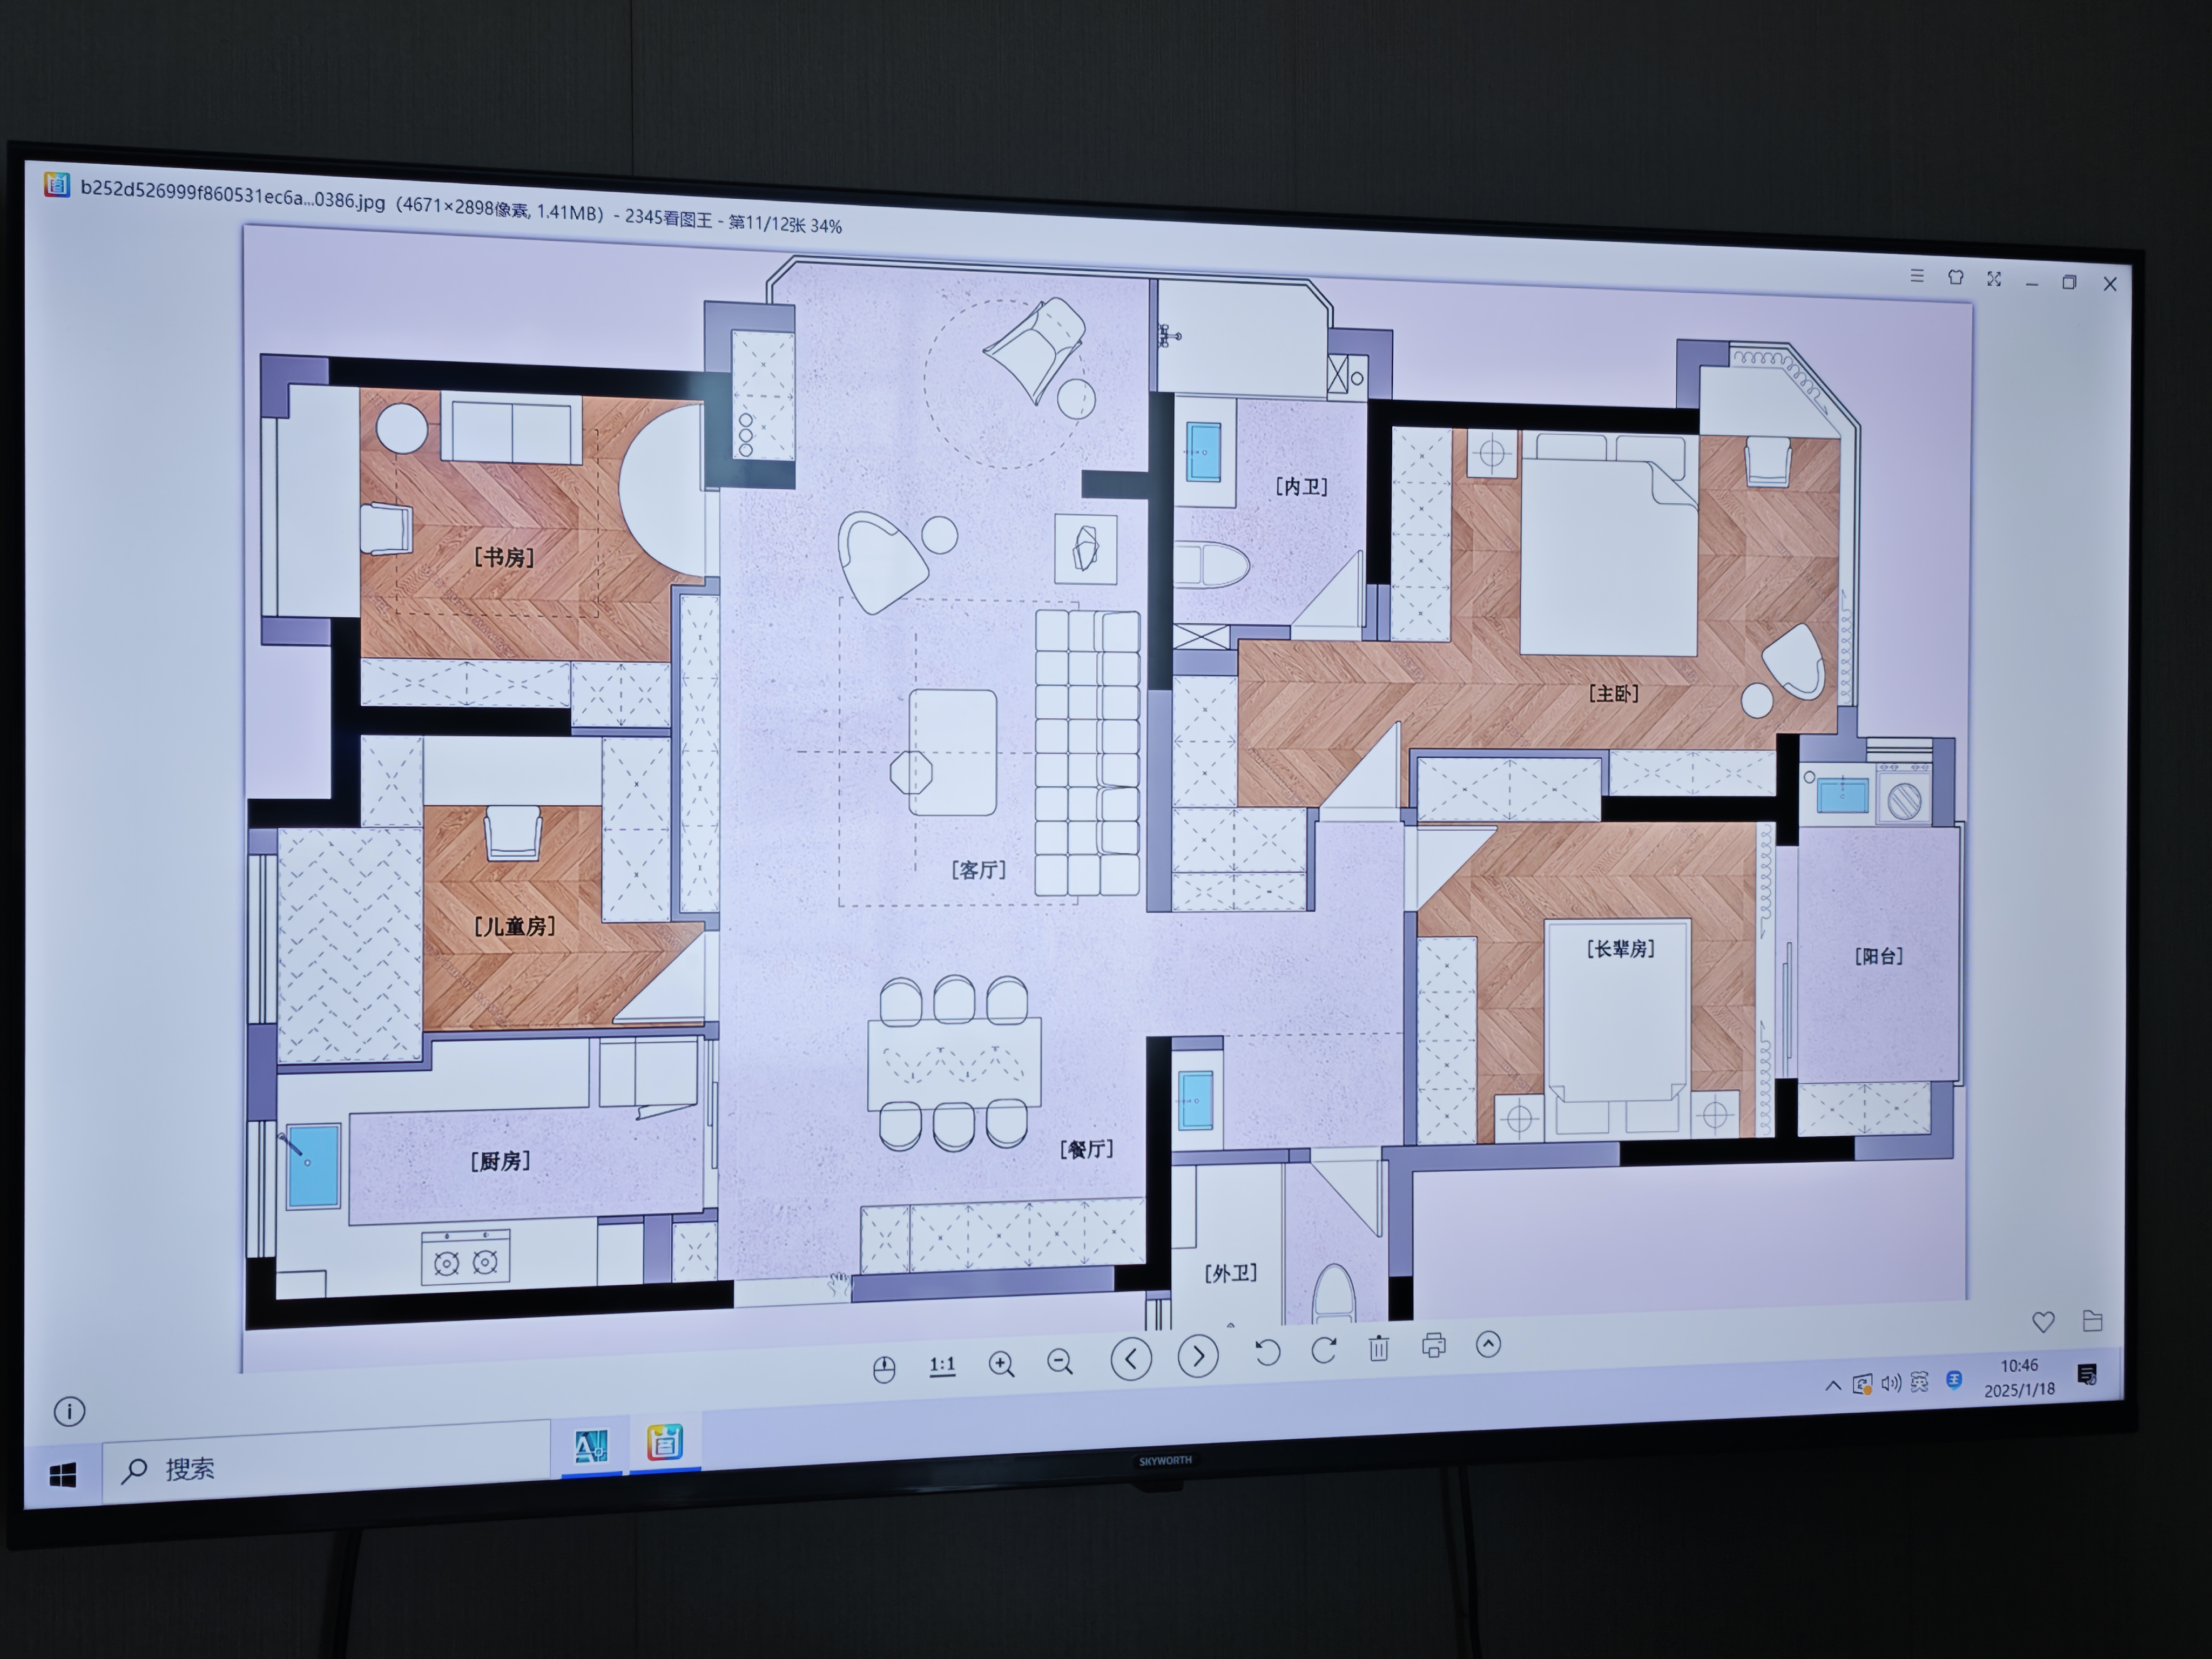 b252d526999f860531ec6a...0386.jpg（4671×2898像素, 1.41MB）- 2345看图王 - 第11/12张 34%
[内卫]
[书房]
[主卧]
[客厅]
[儿童房]
[长辈房]
[阳台]
[餐厅]
[厨房]
[外卫]
1:1
英
10:46
2025/1/18
搜索
SKYWORTH